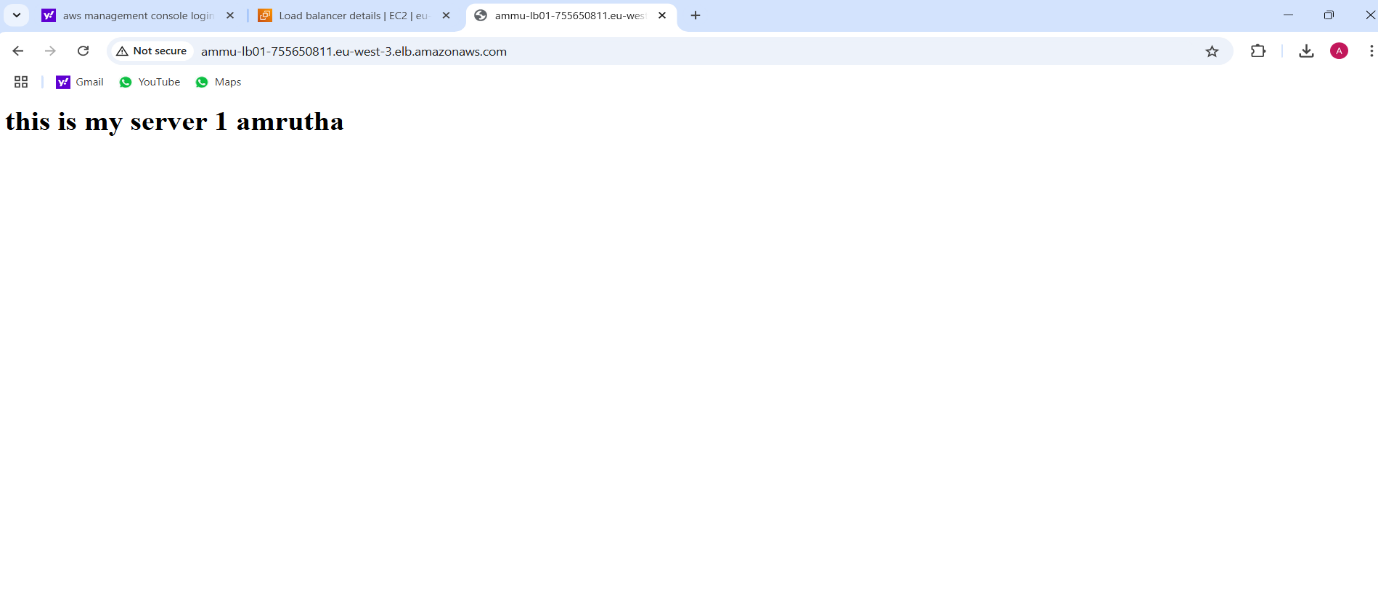 aws management console login
Load balancer details | EC2 | eu-
ammu-lb01-755650811.eu-wes
Not secure
ammu-lb01-755650811.eu-west-3.elb.amazonaws.com
A
y! Gmail
YouTube
Maps
this is my server 1 amrutha